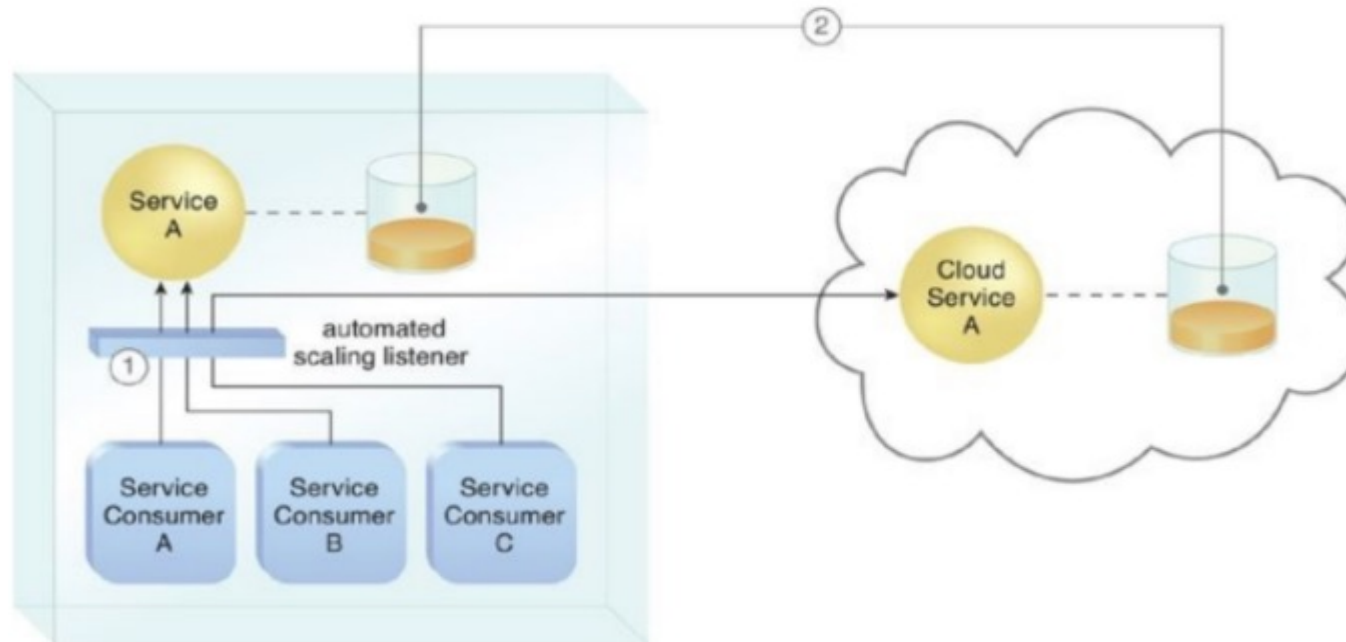 2
Service
A
Cloud
Service
A
automated
scaling listener
1
Service
Consumer
A
Service
Consumer
B
Service
Consumer
C